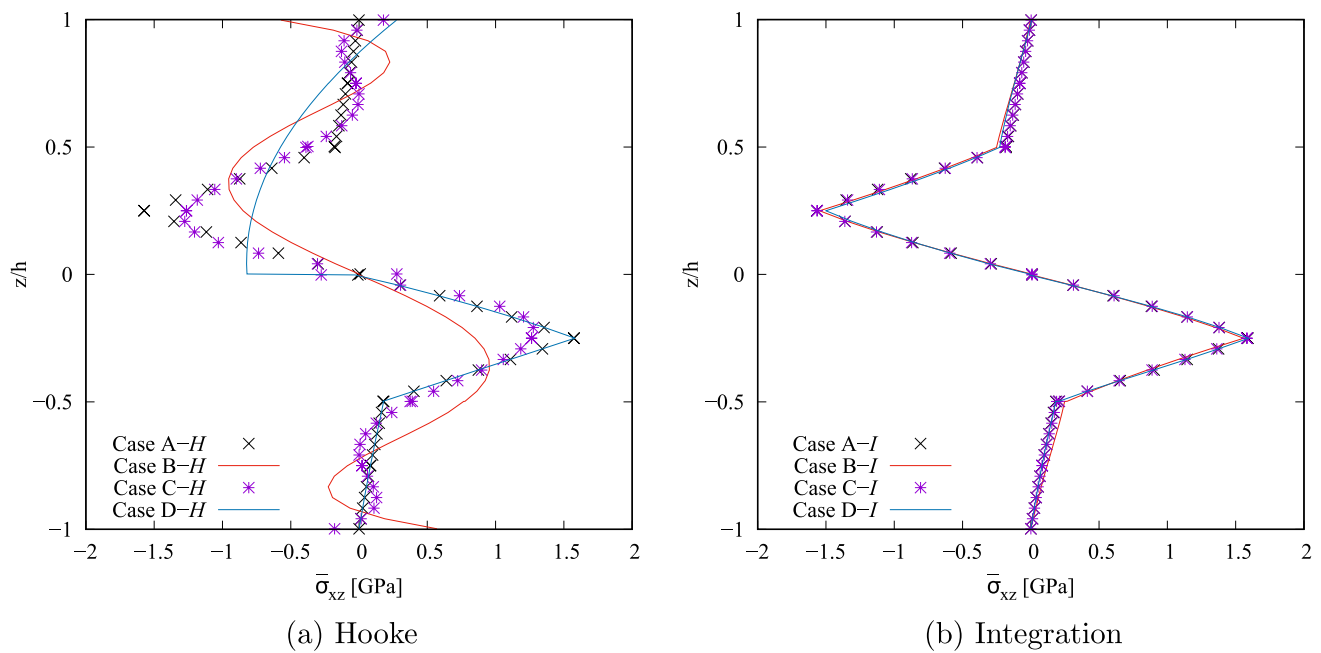 1
0.5
0
−0.5
−1
z/h
Case A−H
Case B−H
Case C−H
Case D−H
−2 −1.5 −1 −0.5 0 0.5 1 1.5 2
σ̅xz [GPa]
(a) Hooke
1
0.5
0
−0.5
−1
z/h
Case A−I
Case B−I
Case C−I
Case D−I
−2 −1.5 −1 −0.5 0 0.5 1 1.5 2
σ̅xz [GPa]
(b) Integration